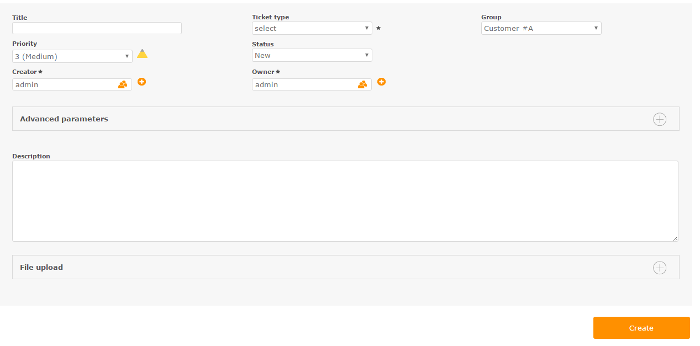 Title Ticket type Group
select ★ Customer #A
Priority Status
3 (Medium) New
Creator★ Owner★
admin admin
Advanced parameters
Description
File upload
Create